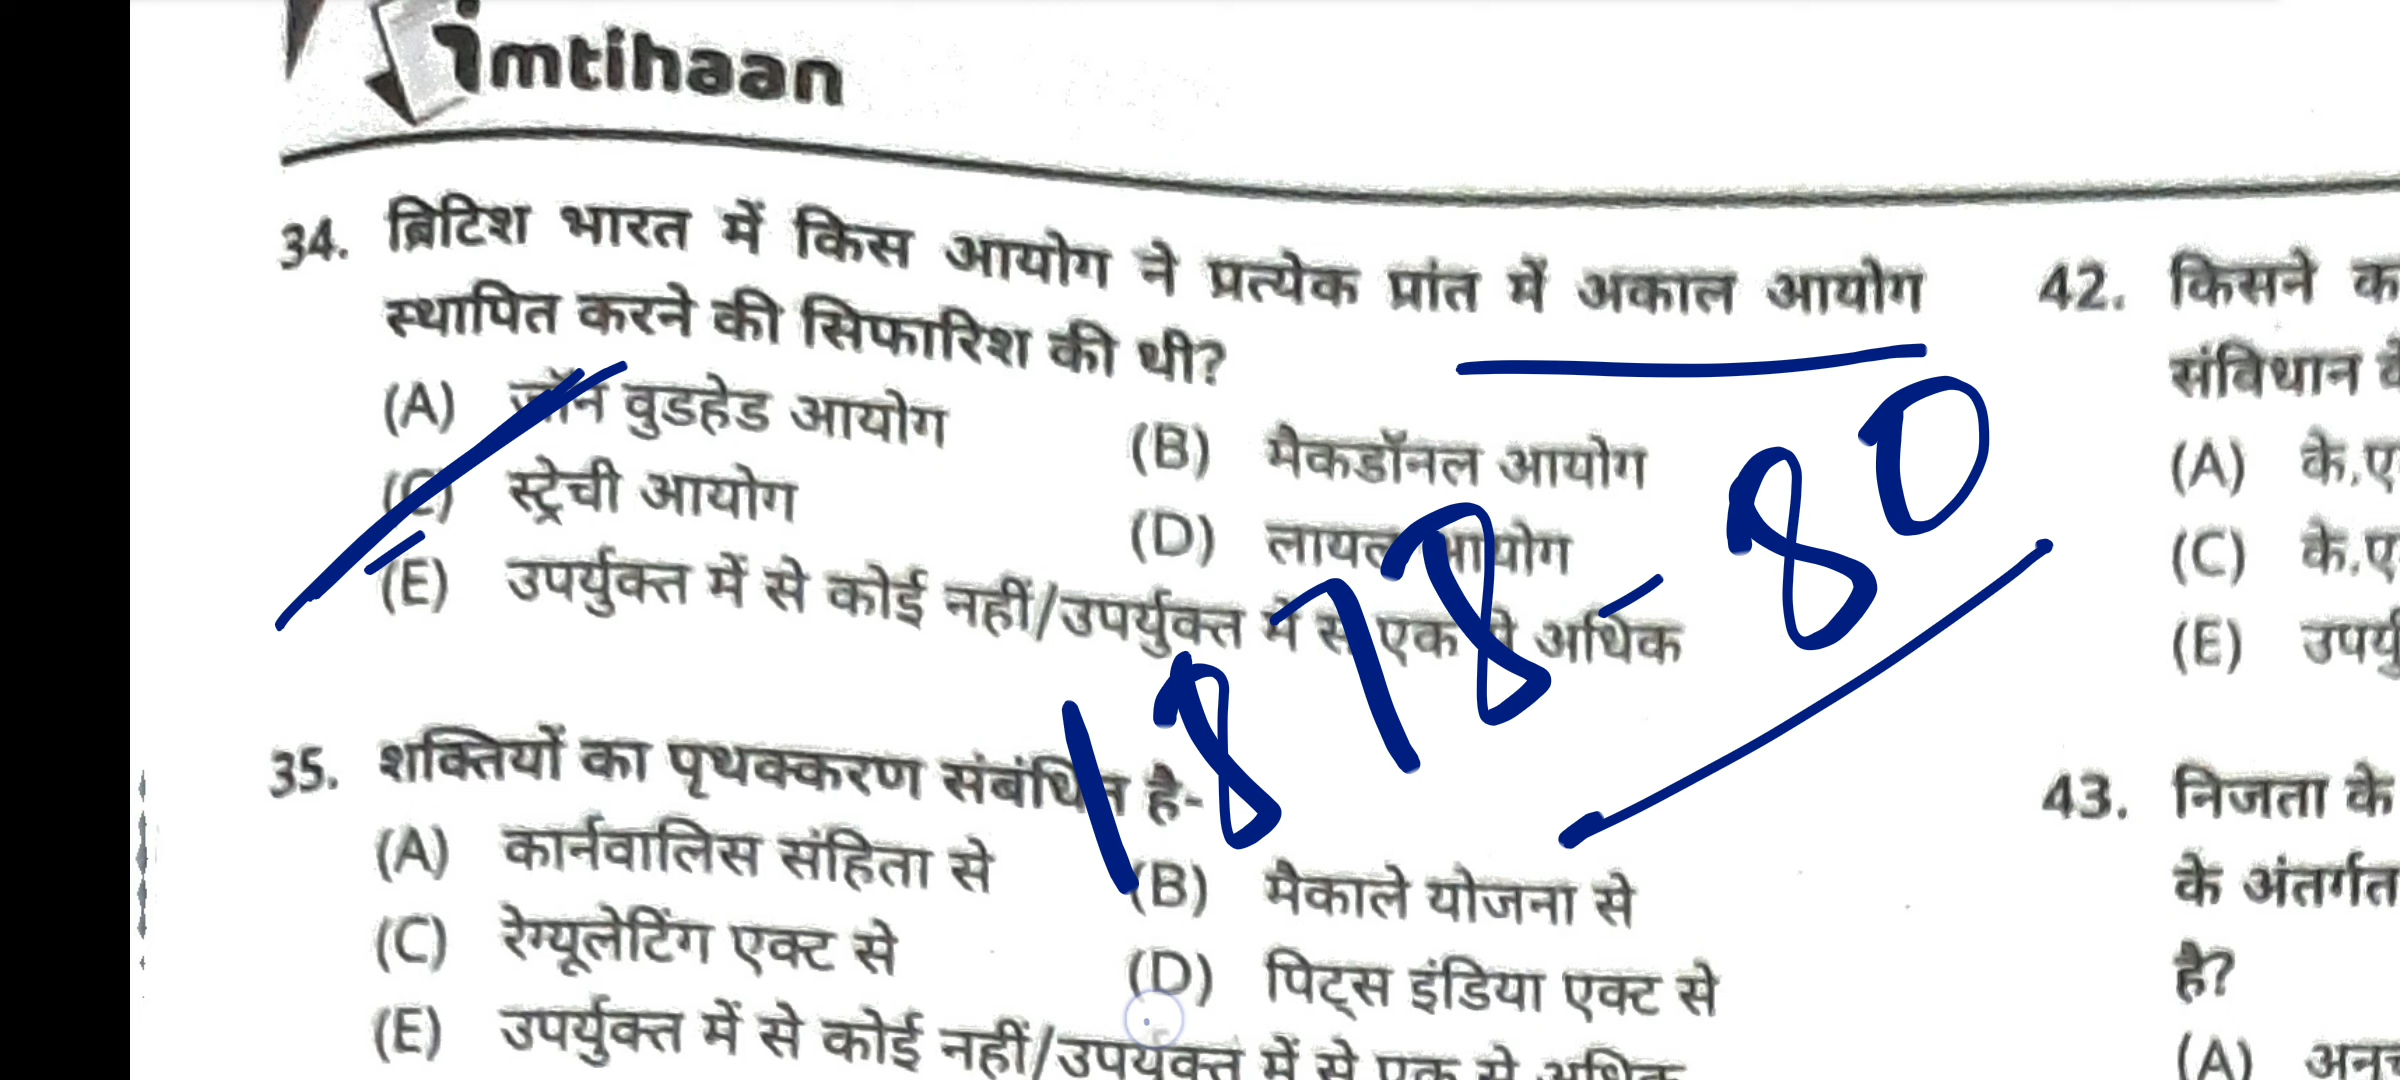 imtihaan
34. ब्रिटिश भारत में किस आयोग ने प्रत्येक प्रांत में अकाल आयोग
स्थापित करने की सिफारिश की थी?
(A) जॉन वुडहेड आयोग
(B) मैकडॉनल आयोग
(C) स्ट्रेची आयोग
(D) लायल आयोग
(E) उपर्युक्त में से कोई नहीं/उपर्युक्त में से एक से अधिक
1878-80
35. शक्तियों का पृथक्करण संबंधित है-
(A) कार्नवालिस संहिता से
(B) मैकाले योजना से
(C) रेग्यूलेटिंग एक्ट से
(D) पिट्स इंडिया एक्ट से
(E) उपर्युक्त में से कोई नहीं/उपर्युक्त में से एक से अधिक
42. किसने
संविधान
(A) के.
(C) के.
(E)
43. निजता के
के अंतर्गत
है?
(A)